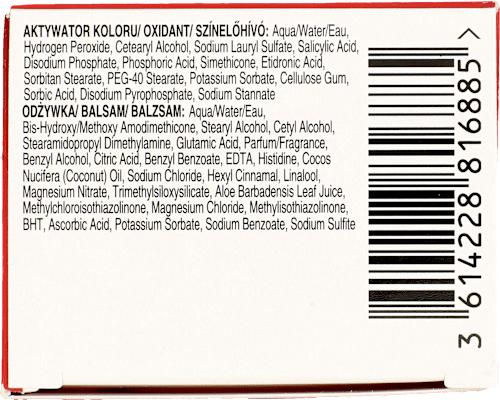 AKTYWATOR KOLORU/ OXIDANT/ SZÍNELŐHÍVÓ: Aqua/Water/Eau,
Hydrogen Peroxide, Cetearyl Alcohol, Sodium Lauryl Sulfate, Salicylic Acid,
Disodium Phosphate, Phosphoric Acid, Simethicone, Etidronic Acid,
Sorbitan Stearate, PEG-40 Stearate, Potassium Sorbate, Cellulose Gum,
Sorbic Acid, Disodium Pyrophosphate, Sodium Stannate
ODŻYWKA/ BALSAM/ BALZSAM: Aqua/Water/Eau,
Bis-Hydroxy/Methoxy Amodimethicone, Stearyl Alcohol, Cetyl Alcohol,
Stearamidopropyl Dimethylamine, Glutamic Acid, Parfum/Fragrance,
Benzyl Alcohol, Citric Acid, Benzyl Benzoate, EDTA, Histidine, Cocos
Nucifera (Coconut) Oil, Sodium Chloride, Hexyl Cinnamal, Linalool,
Magnesium Nitrate, Trimethylsiloxysilicate, Aloe Barbadensis Leaf Juice,
Methylchloroisothiazolinone, Magnesium Chloride, Methylisothiazolinone,
BHT, Ascorbic Acid, Potassium Sorbate, Sodium Benzoate, Sodium Sulfite
3 614228 816885 >